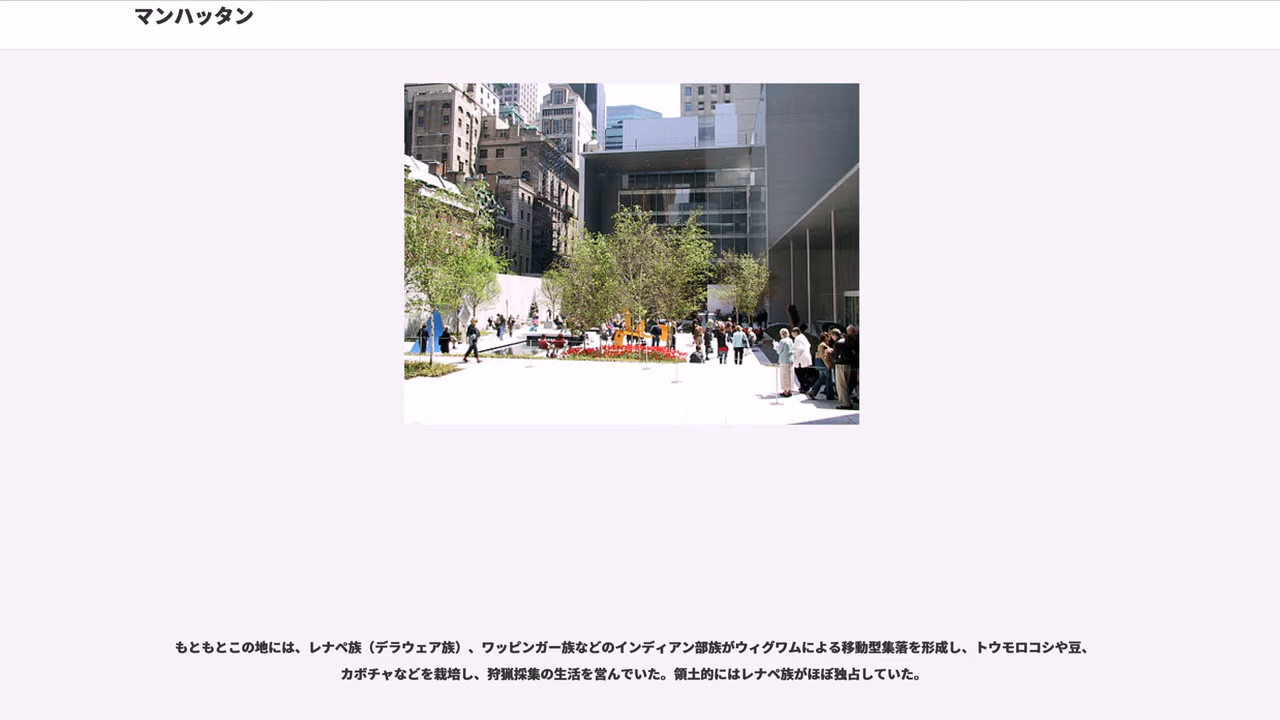 マンハッタン
もともとこの地には、レナペ族（デラウェア族）、ワッピンガー族などのインディアン部族がウィグワムによる移動型集落を形成し、トウモロコシや豆、
カボチャなどを栽培し、狩猟採集の生活を営んでいた。領土的にはレナペ族がほぼ独占していた。